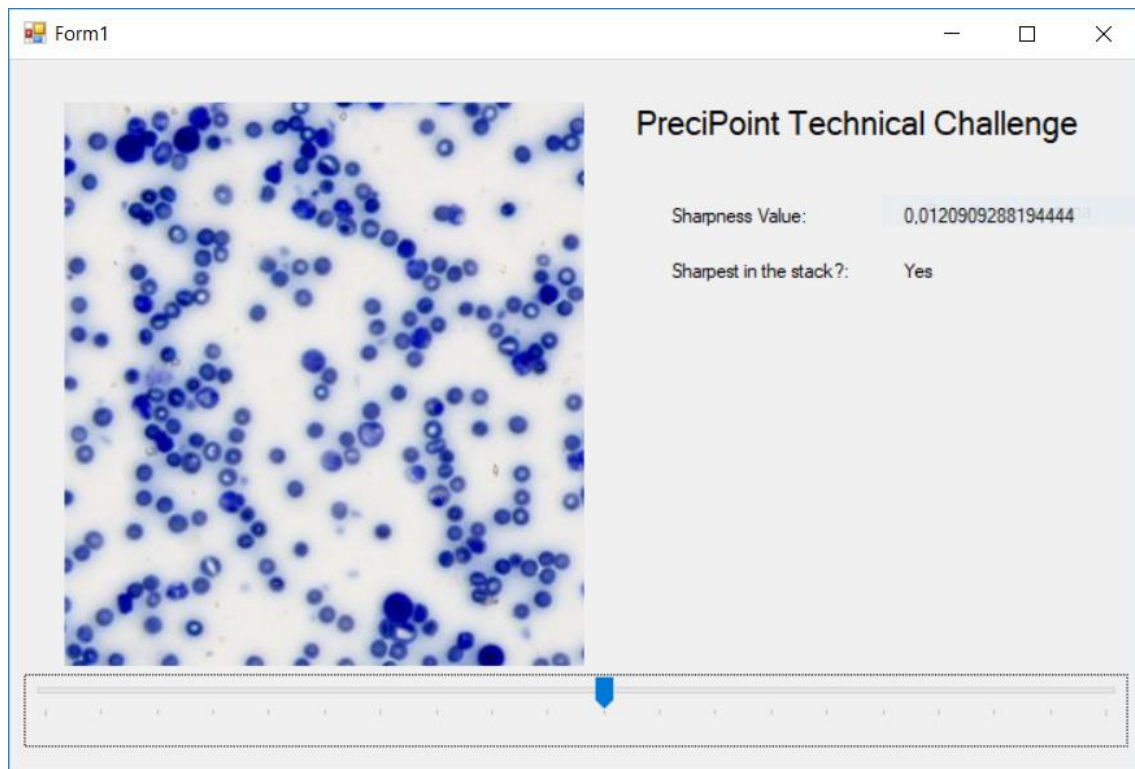 Form1
PreciPoint Technical Challenge
Sharpness Value: 0,0120909288194444
Sharpest in the stack?: Yes